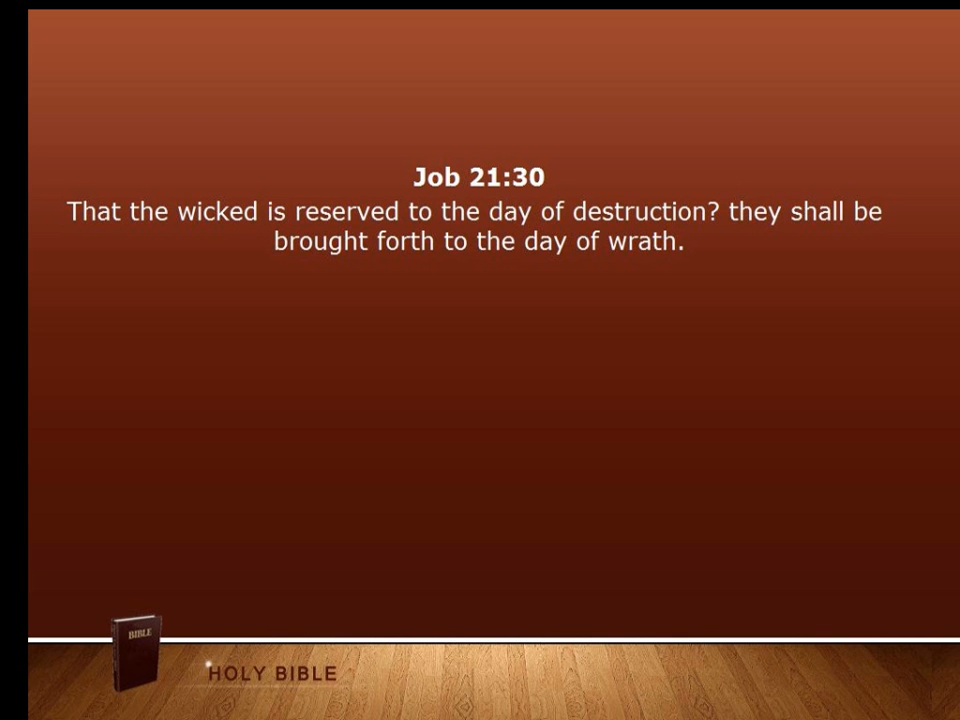 Job 21:30
That the wicked is reserved to the day of destruction? they shall be
brought forth to the day of wrath.
BIBLE
HOLY BIBLE